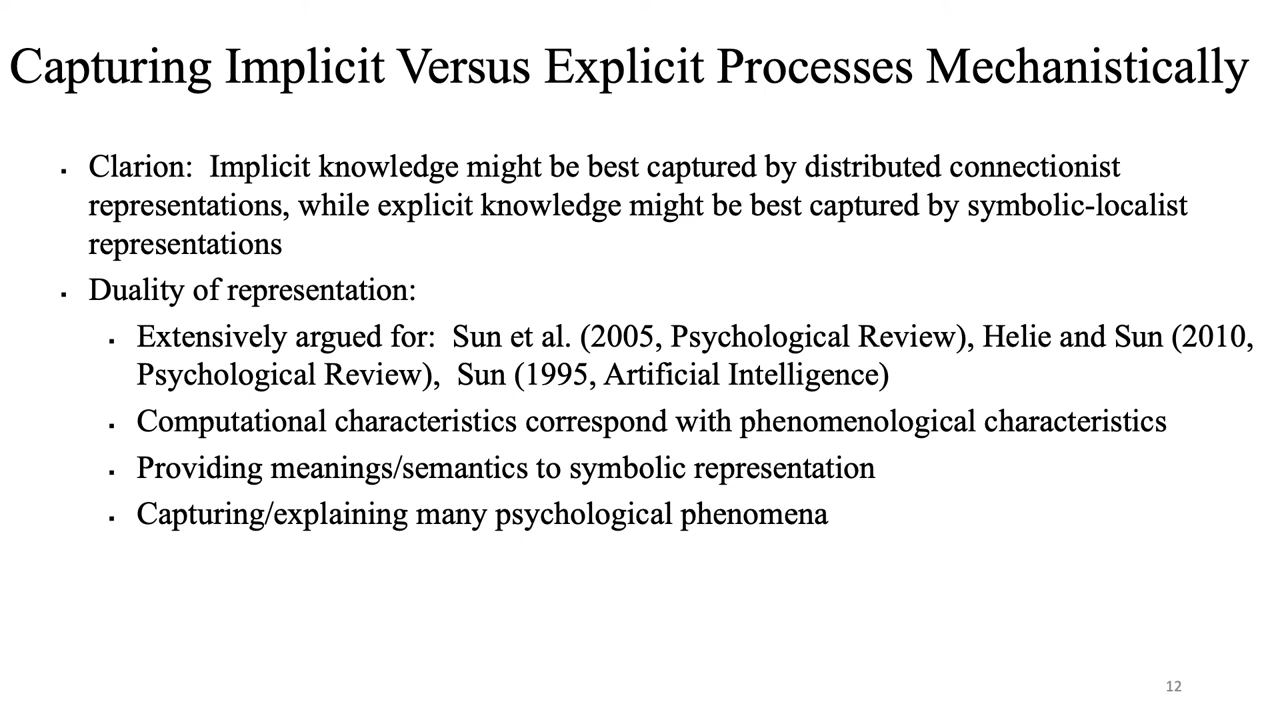 Capturing Implicit Versus Explicit Processes Mechanistically
▪ Clarion:  Implicit knowledge might be best captured by distributed connectionist
representations, while explicit knowledge might be best captured by symbolic-localist
representations
▪ Duality of representation:
▪ Extensively argued for:  Sun et al. (2005, Psychological Review), Helie and Sun (2010,
Psychological Review),  Sun (1995, Artificial Intelligence)
▪ Computational characteristics correspond with phenomenological characteristics
▪ Providing meanings/semantics to symbolic representation
▪ Capturing/explaining many psychological phenomena
12